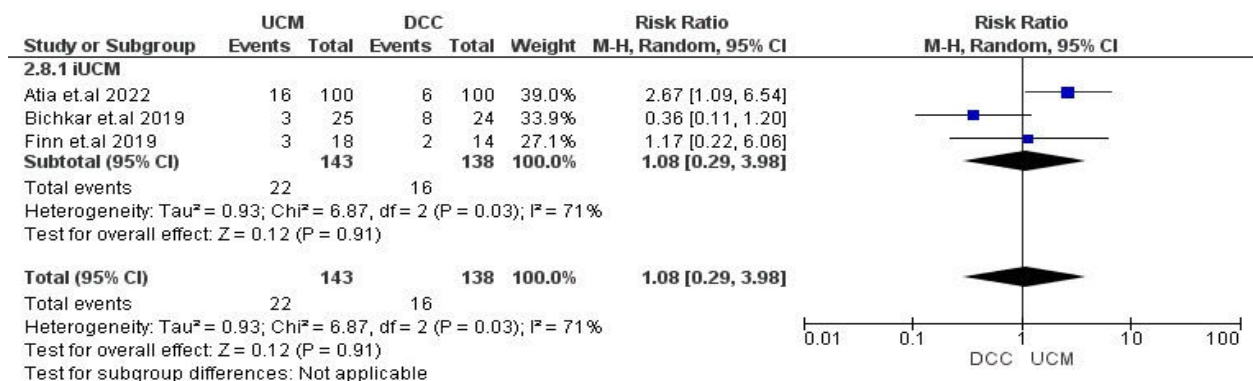 UCM DCC Risk Ratio Risk Ratio
Study or Subgroup Events Total Events Total Weight M-H, Random, 95% CI M-H, Random, 95% CI
2.8.1 iUCM
Atia et.al 2022 16 100 6 100 39.0% 2.67 [1.09, 6.54]
Bichkar et.al 2019 3 25 8 24 33.9% 0.36 [0.11, 1.20]
Finn et.al 2019 3 18 2 14 27.1% 1.17 [0.22, 6.06]
Subtotal (95% CI) 143 138 100.0% 1.08 [0.29, 3.98]
Total events 22 16
Heterogeneity: Tau² = 0.93; Chi² = 6.87, df = 2 (P = 0.03); I² = 71%
Test for overall effect: Z = 0.12 (P = 0.91)
Total (95% CI) 143 138 100.0% 1.08 [0.29, 3.98]
Total events 22 16
Heterogeneity: Tau² = 0.93; Chi² = 6.87, df = 2 (P = 0.03); I² = 71%
Test for overall effect: Z = 0.12 (P = 0.91)
Test for subgroup differences: Not applicable
0.01 0.1 1 10 100
DCC UCM